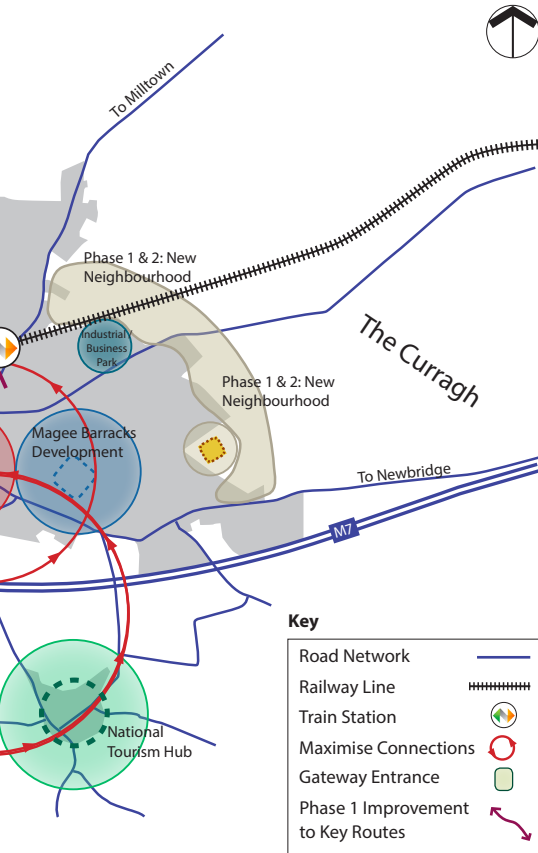 To Milltown
Phase 1 & 2: New
Neighbourhood
Industrial/
Business
Park
The Curragh
Phase 1 & 2: New
Neighbourhood
Magee Barracks
Development
To Newbridge
M7
National
Tourism Hub
Key
Road Network
Railway Line
Train Station
Maximise Connections
Gateway Entrance
Phase 1 Improvement
to Key Routes